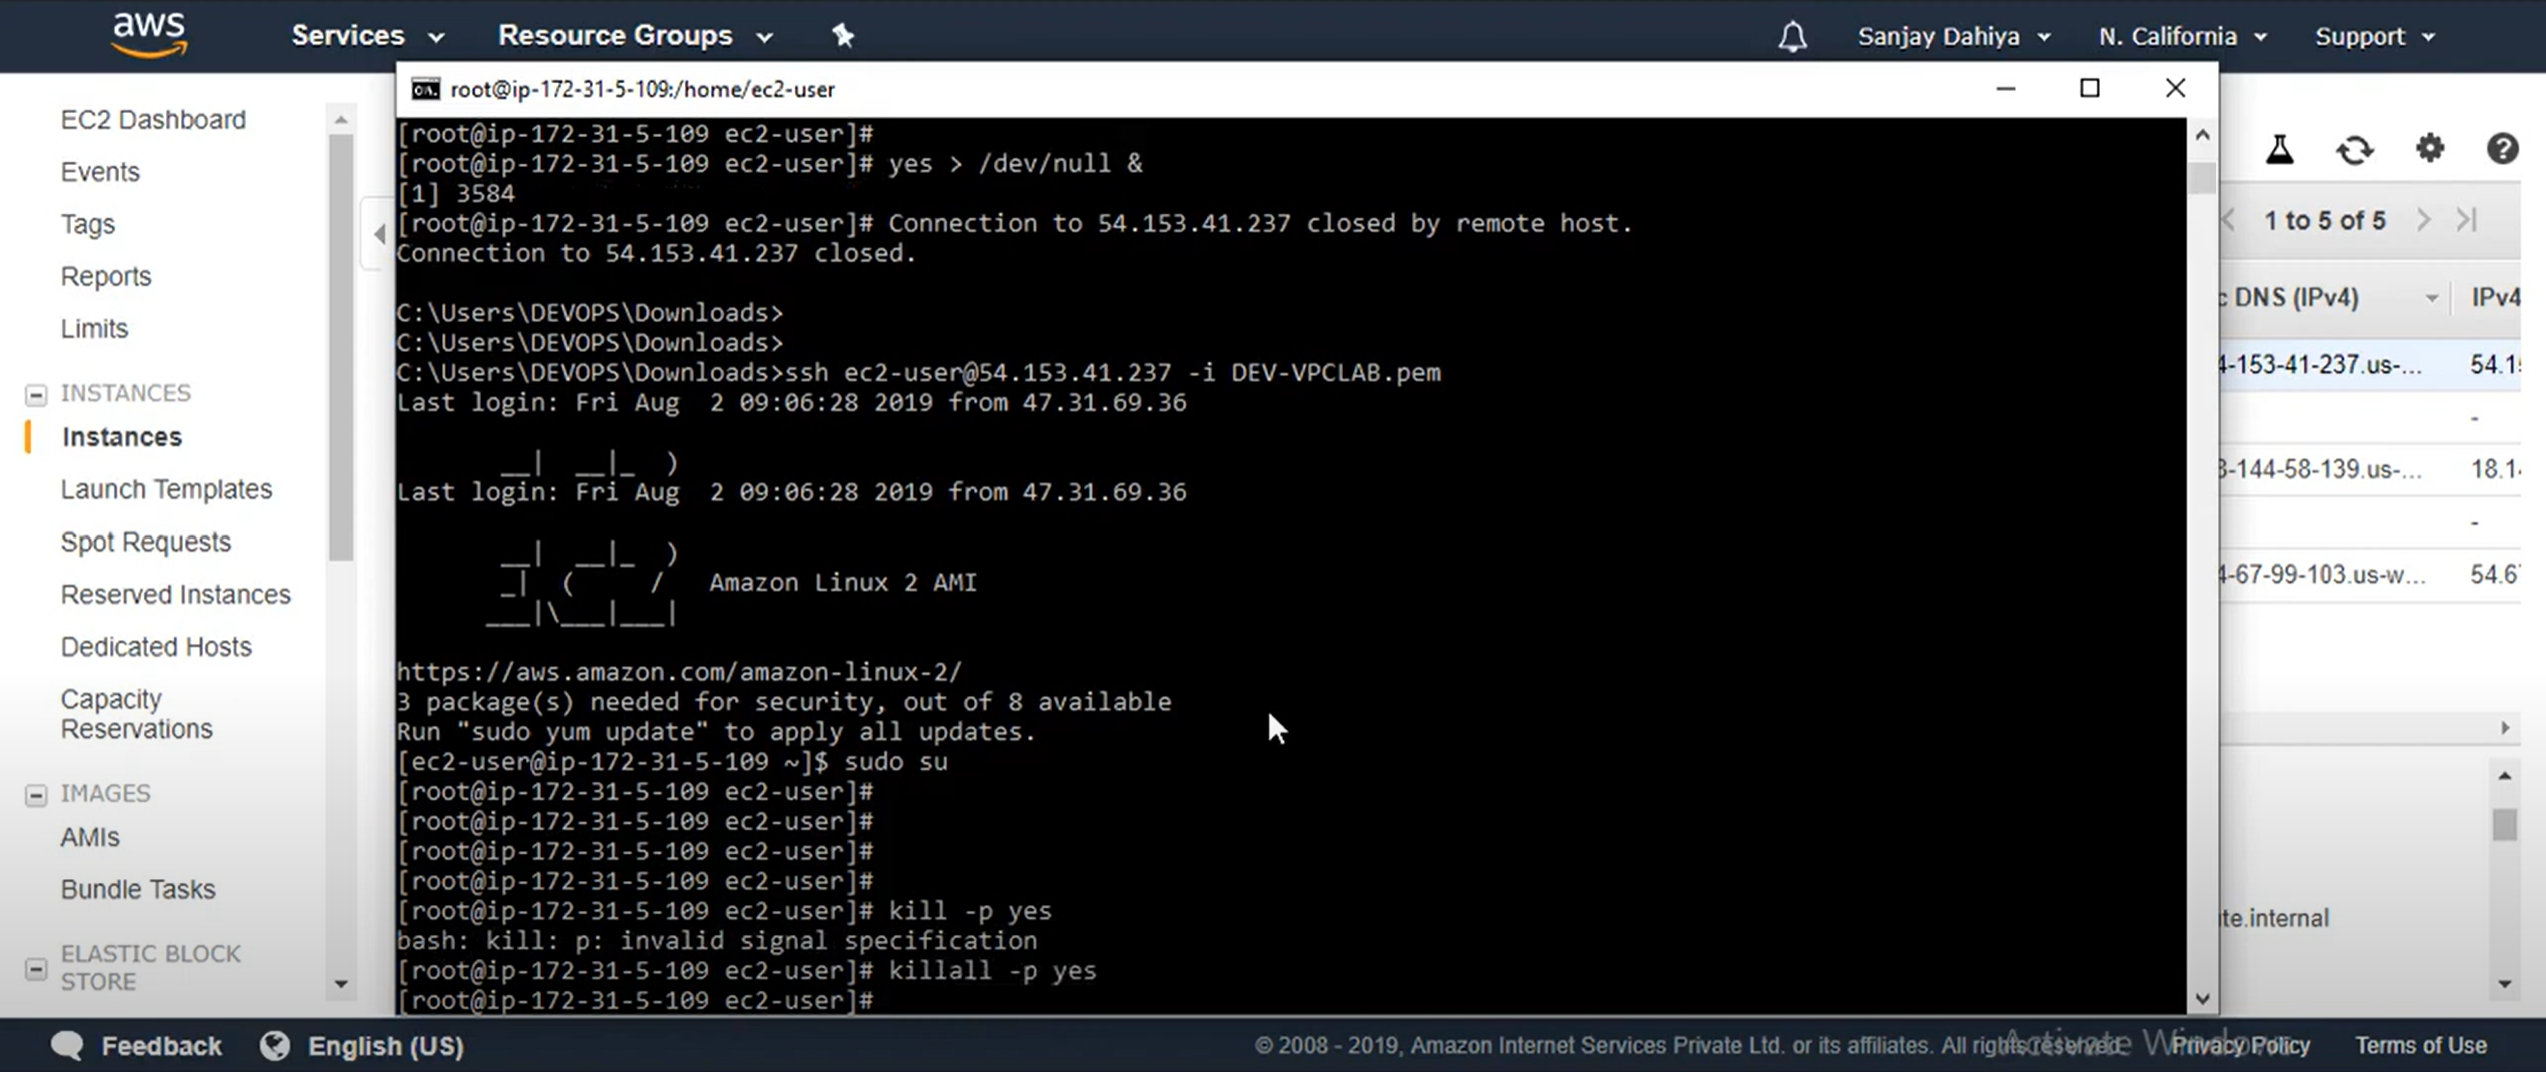 aws
Services
Resource Groups
Sanjay Dahiya
N. California
Support
EC2 Dashboard
Events
Tags
Reports
Limits
INSTANCES
Instances
Launch Templates
Spot Requests
Reserved Instances
Dedicated Hosts
Capacity
Reservations
IMAGES
AMIs
Bundle Tasks
ELASTIC BLOCK
STORE
root@ip-172-31-5-109:/home/ec2-user
[root@ip-172-31-5-109 ec2-user]#
[root@ip-172-31-5-109 ec2-user]# yes > /dev/null &
[1] 3584
[root@ip-172-31-5-109 ec2-user]# Connection to 54.153.41.237 closed by remote host.
Connection to 54.153.41.237 closed.
C:\Users\DEVOPS\Downloads>
C:\Users\DEVOPS\Downloads>
C:\Users\DEVOPS\Downloads>ssh ec2-user@54.153.41.237 -i DEV-VPCLAB.pem
Last login: Fri Aug  2 09:06:28 2019 from 47.31.69.36
       __|  __|_  )
Last login: Fri Aug  2 09:06:28 2019 from 47.31.69.36
       __|  __|_  )
       _|  (     /   Amazon Linux 2 AMI
      ___|\___|___|
https://aws.amazon.com/amazon-linux-2/
3 package(s) needed for security, out of 8 available
Run "sudo yum update" to apply all updates.
[ec2-user@ip-172-31-5-109 ~]$ sudo su
[root@ip-172-31-5-109 ec2-user]#
[root@ip-172-31-5-109 ec2-user]#
[root@ip-172-31-5-109 ec2-user]#
[root@ip-172-31-5-109 ec2-user]#
[root@ip-172-31-5-109 ec2-user]# kill -p yes
bash: kill: p: invalid signal specification
[root@ip-172-31-5-109 ec2-user]# killall -p yes
[root@ip-172-31-5-109 ec2-user]#
1 to 5 of 5
c DNS (IPv4)
IPv4
4-153-41-237.us-...
54.1
-
3-144-58-139.us-...
18.1
-
4-67-99-103.us-w...
54.6
te.internal
Feedback
English (US)
© 2008 - 2019, Amazon Internet Services Private Ltd. or its affiliates. All rights reserved.
Activate Windows
Privacy Policy
Terms of Use